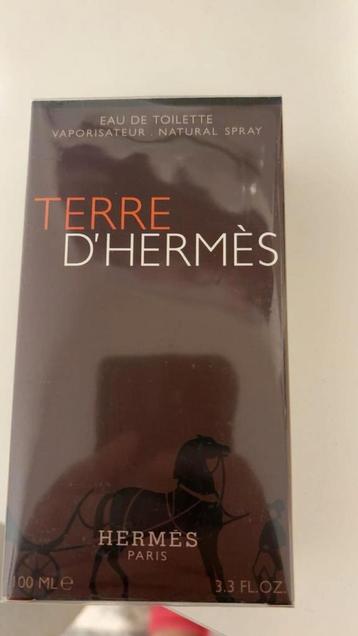 EAU DE TOILETTE
VAPORISATEUR . NATURAL SPRAY
TERRE
D'HERMÈS
HERMÈS
PARIS
100 ML℮ 3.3 FL.OZ.